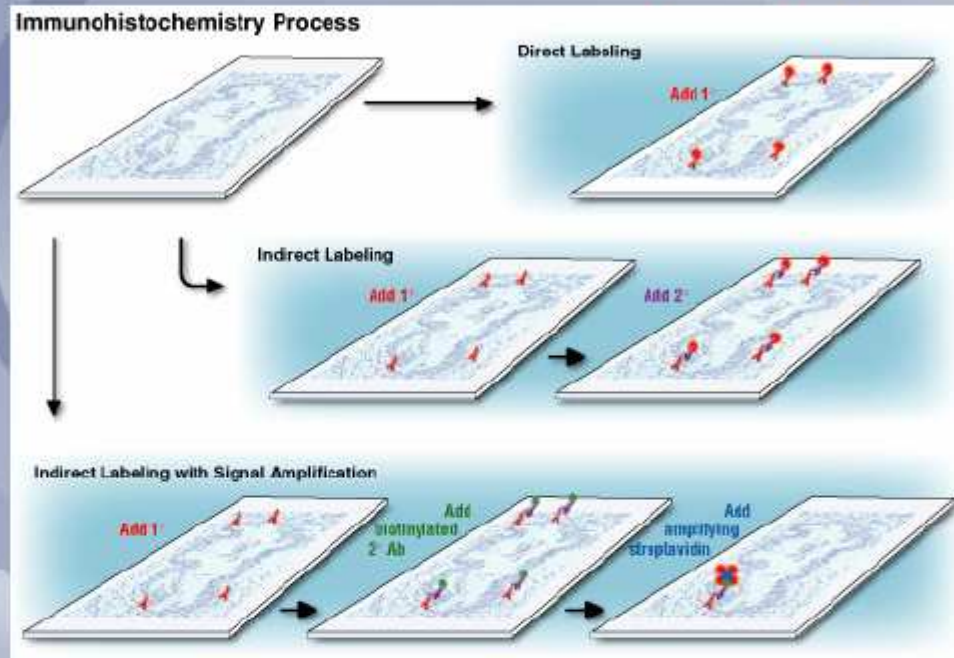 Immunohistochemistry Process
Direct Labeling
Add 1°
Indirect Labeling
Add 1°
Add 2°
Indirect Labeling with Signal Amplification
Add 1°
Add
biotinylated
2° Ab
Add
amplifying
streptavidin